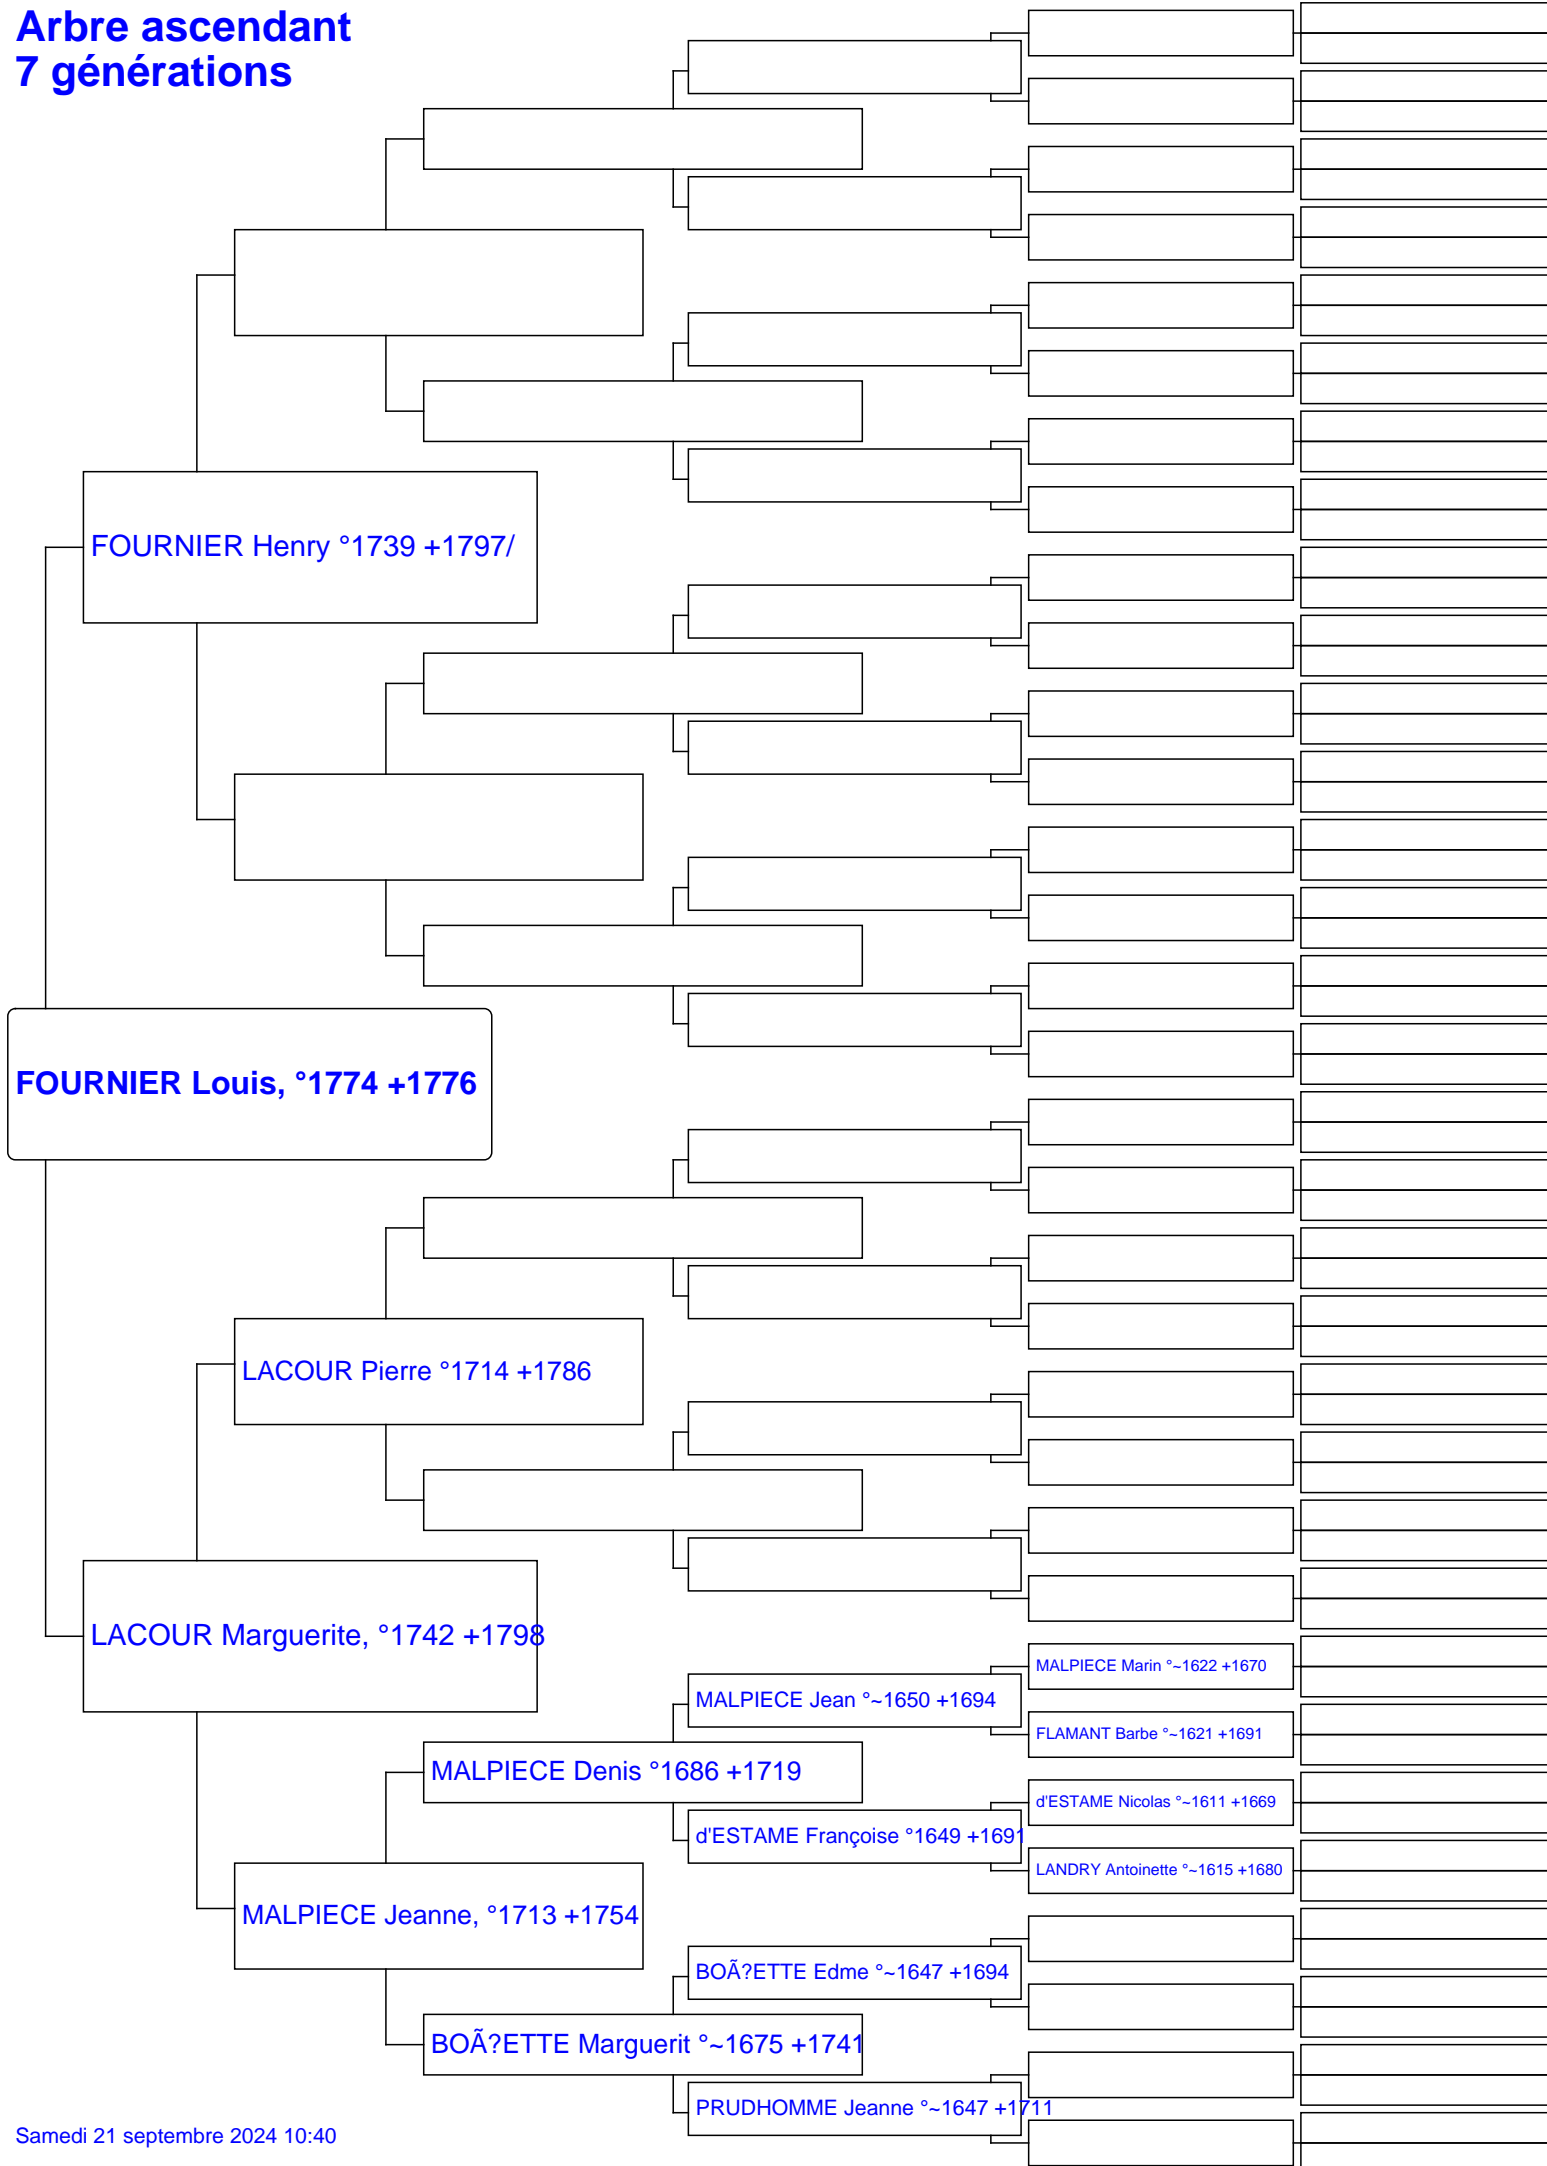 Arbre ascendant
7 générations
FOURNIER Henry °1739 +1797/
FOURNIER Louis, °1774 +1776
LACOUR Pierre °1714 +1786
LACOUR Marguerite, °1742 +1798
MALPIECE Marin °~1622 +1670
MALPIECE Jean °~1650 +1694
FLAMANT Barbe °~1621 +1691
MALPIECE Denis °1686 +1719
d'ESTAME Nicolas °~1611 +1669
d'ESTAME Françoise °1649 +1691
LANDRY Antoinette °~1615 +1680
MALPIECE Jeanne, °1713 +1754
BOÃ?ETTE Edme °~1647 +1694
BOÃ?ETTE Marguerit °~1675 +1741
PRUDHOMME Jeanne °~1647 +1711
Samedi 21 septembre 2024 10:40